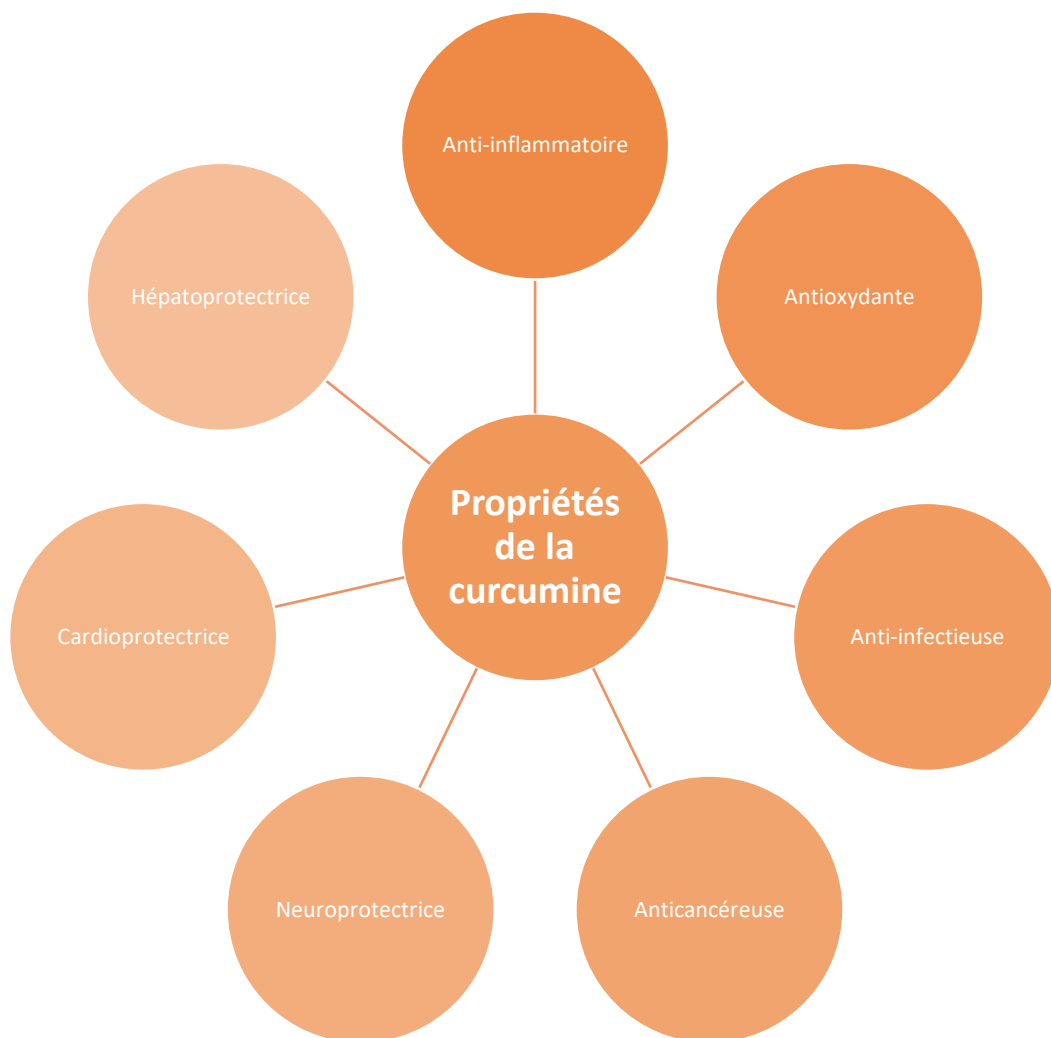 Anti-inflammatoire
Hépatoprotectrice
Antioxydante
Propriétés
de la
curcumine
Cardioprotectrice
Anti-infectieuse
Neuroprotectrice
Anticancéreuse